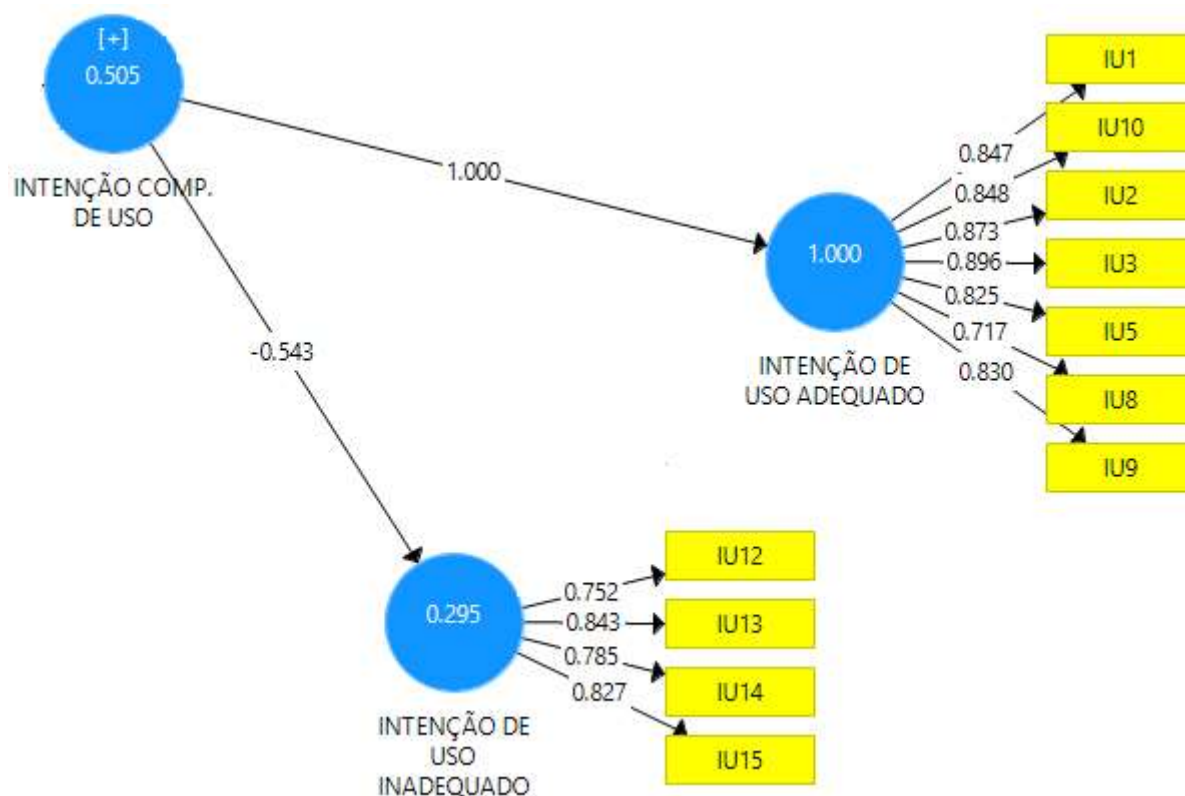 [+]
0.505
INTENÇÃO COMP.
DE USO
1.000
-0.543
1.000
INTENÇÃO DE
USO ADEQUADO
0.847
0.848
0.873
0.896
0.825
0.717
0.830
IU1
IU10
IU2
IU3
IU5
IU8
IU9
0.295
INTENÇÃO DE
USO
INADEQUADO
0.752
0.843
0.785
0.827
IU12
IU13
IU14
IU15